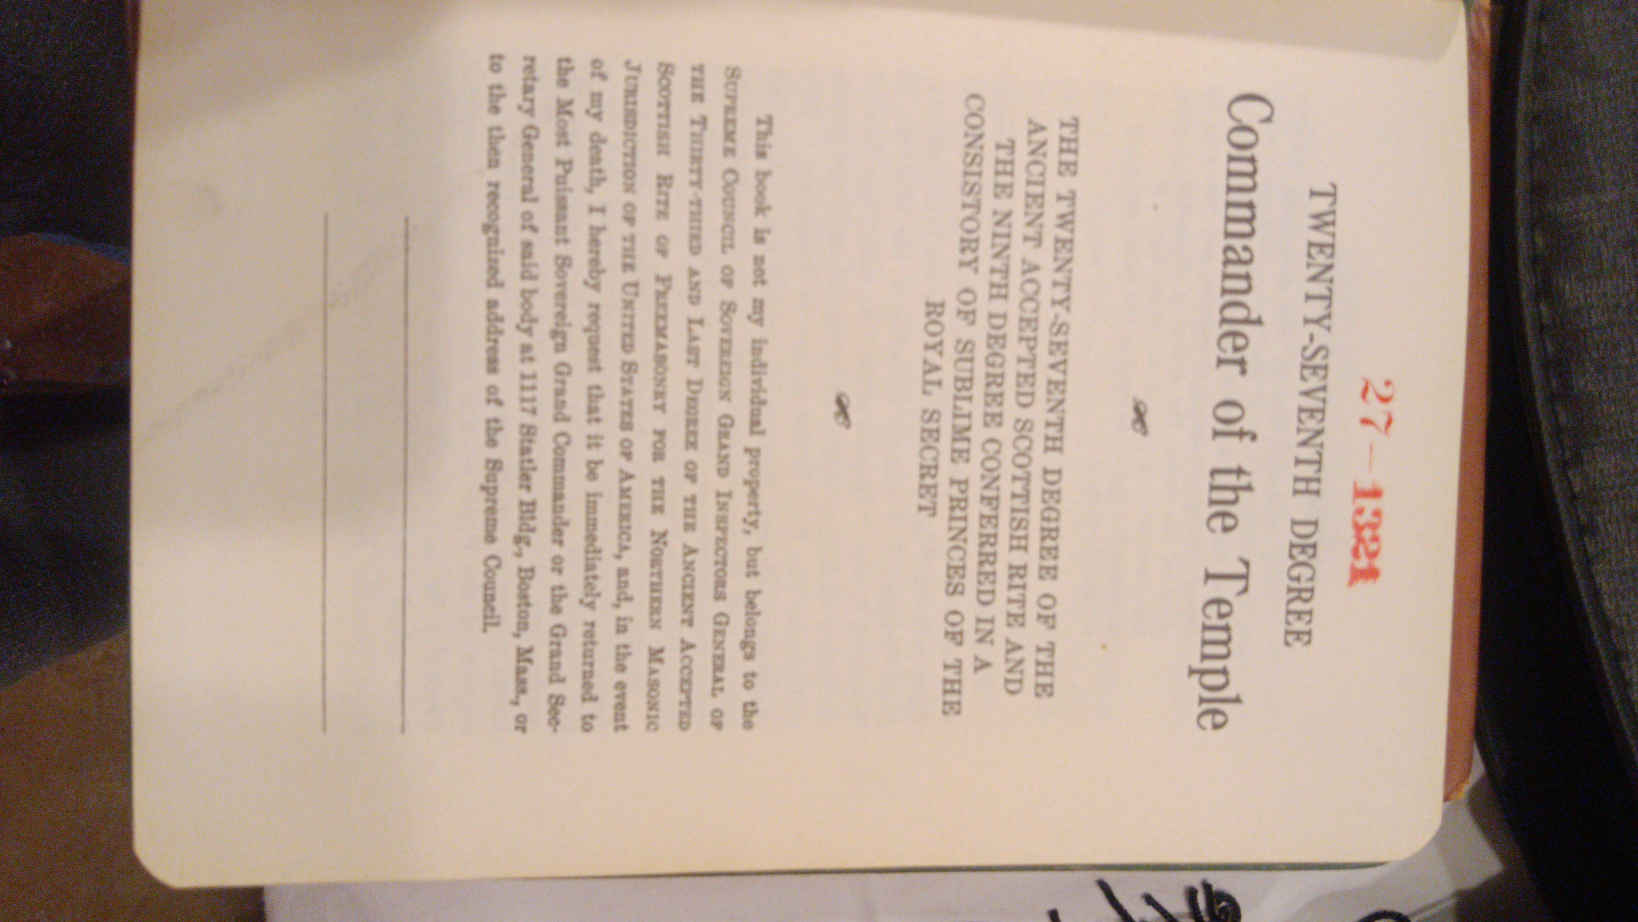 27-1321
TWENTY-SEVENTH DEGREE
Commander of the Temple
THE TWENTY-SEVENTH DEGREE OF THE
ANCIENT ACCEPTED SCOTTISH RITE AND
THE NINTH DEGREE CONFERRED IN A
CONSISTORY OF SUBLIME PRINCES OF THE
ROYAL SECRET
This book is not my individual property, but belongs to the
SUPREME COUNCIL OF SOVEREIGN GRAND INSPECTORS GENERAL OF
THE THIRTY-THIRD AND LAST DEGREE OF THE ANCIENT ACCEPTED
SCOTTISH RITE OF FREEMASONRY FOR THE NORTHERN MASONIC
JURISDICTION OF THE UNITED STATES OF AMERICA, and, in the event
of my death, I hereby request that it be immediately returned to
the Most Puissant Sovereign Grand Commander or the Grand Sec-
retary General of said body at 1117 Statler Bldg., Boston, Mass., or
to the then recognized address of the Supreme Council.